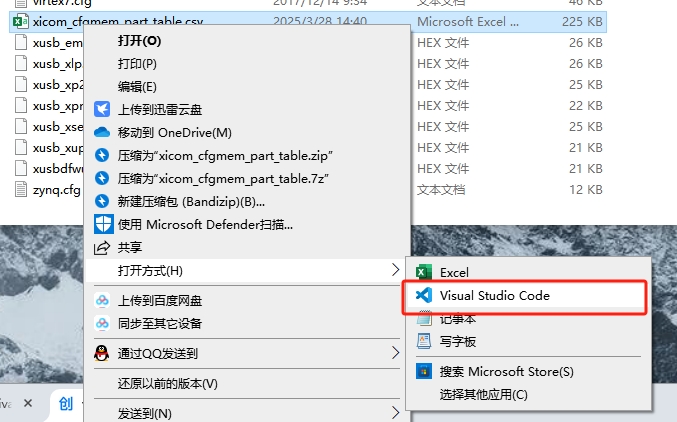 virtex7.cfg 2017/12/14 9:34 文本文档 46 KB
xicom_cfgmem_part_table.csv 2025/3/28 14:40 Microsoft Excel ... 225 KB
xusb_em HEX 文件 26 KB
xusb_xlp HEX 文件 26 KB
xusb_xp2 HEX 文件 22 KB
xusb_xpr HEX 文件 22 KB
xusb_xse HEX 文件 25 KB
xusb_xup HEX 文件 21 KB
xusbdfwu HEX 文件 21 KB
zynq.cfg 文本文档 12 KB
打开(O)
打印(P)
编辑(E)
上传到迅雷云盘
移动到 OneDrive(M)
压缩为"xicom_cfgmem_part_table.zip"
压缩为"xicom_cfgmem_part_table.7z"
新建压缩包 (Bandizip)(B)...
使用 Microsoft Defender扫描...
共享
打开方式(H)
上传到百度网盘
同步至其它设备
通过QQ发送到
还原以前的版本(V)
发送到(N)
Excel
Visual Studio Code
记事本
写字板
搜索 Microsoft Store(S)
选择其他应用(C)
创